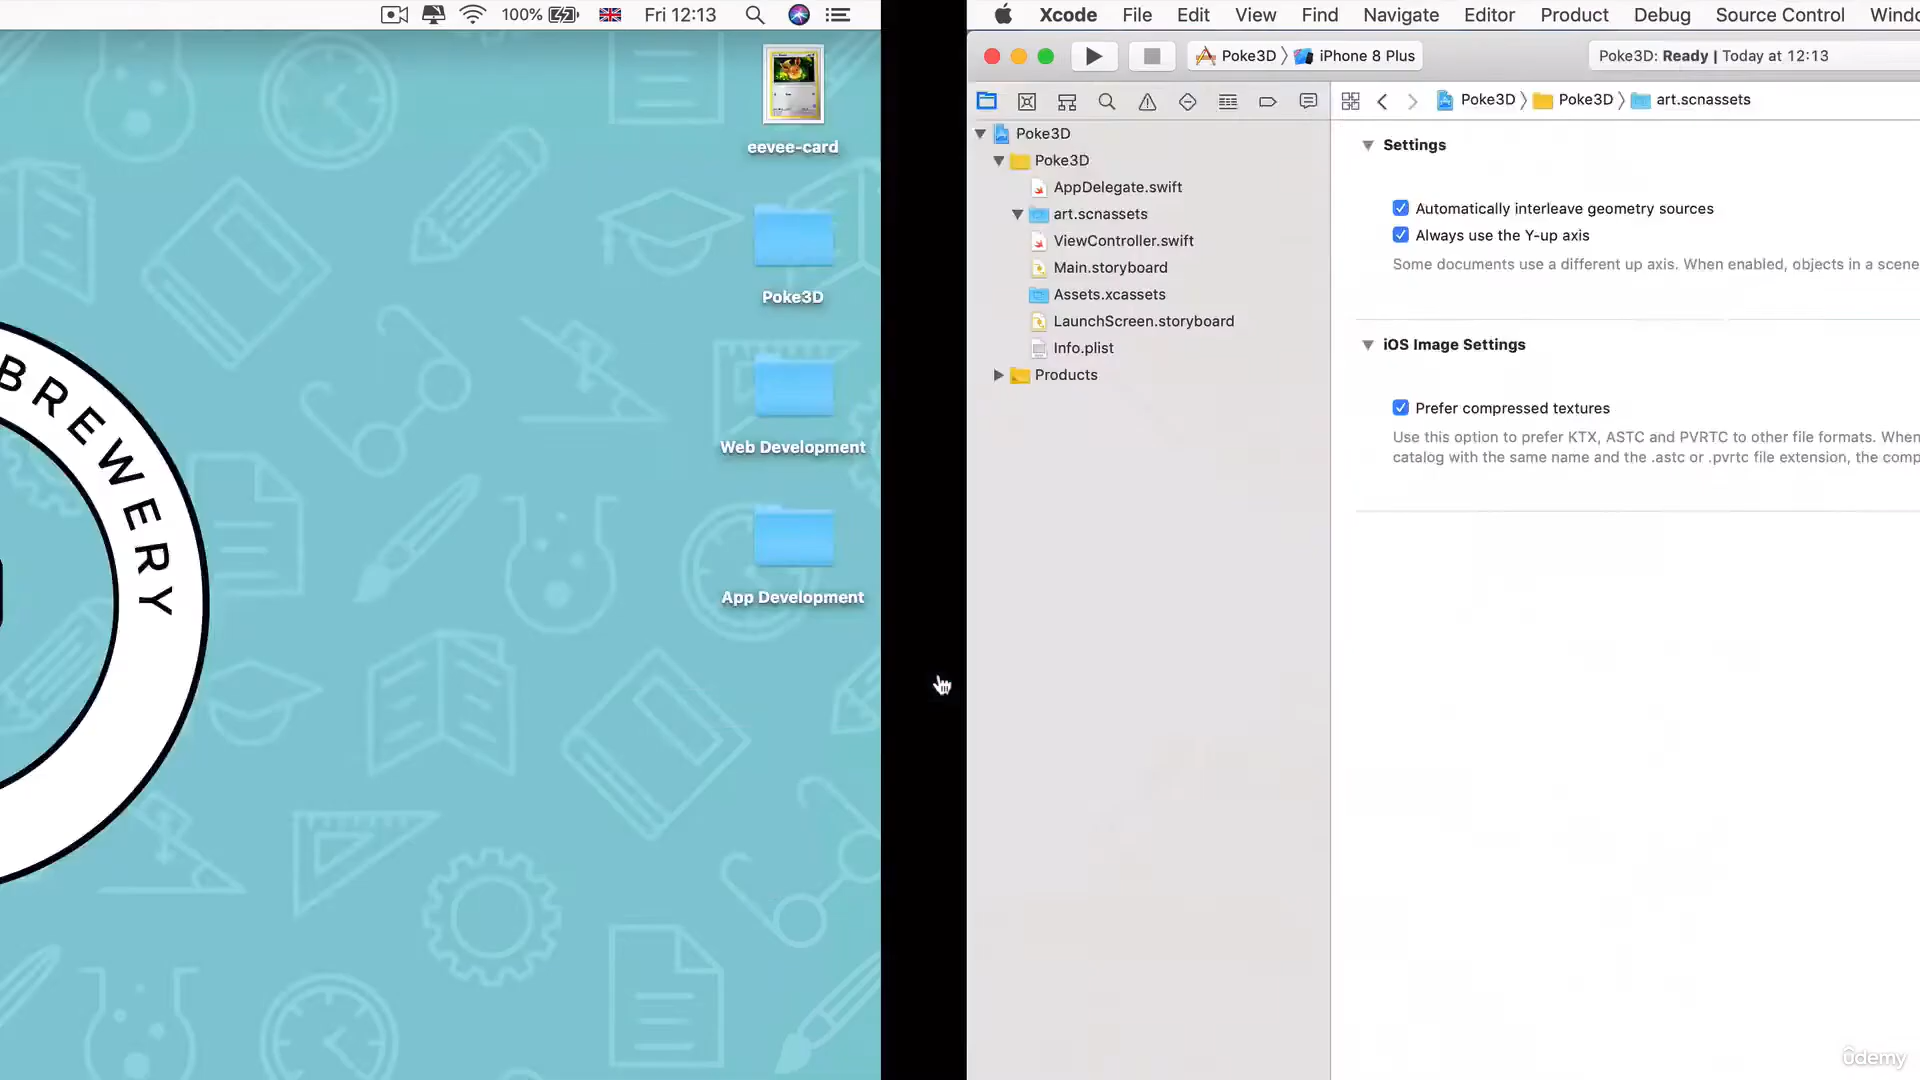 100%
Fri 12:13
eevee-card
Poke3D
Web Development
App Development
BREWERY
Xcode File Edit View Find Navigate Editor Product Debug Source Control Windo
Poke3D iPhone 8 Plus
Poke3D: Ready | Today at 12:13
Poke3D Poke3D art.scnassets
Poke3D
Poke3D
AppDelegate.swift
art.scnassets
ViewController.swift
Main.storyboard
Assets.xcassets
LaunchScreen.storyboard
Info.plist
Products
Settings
Automatically interleave geometry sources
Always use the Y-up axis
Some documents use a different up axis. When enabled, objects in a scene
iOS Image Settings
Prefer compressed textures
Use this option to prefer KTX, ASTC and PVRTC to other file formats. When
catalog with the same name and the .astc or .pvrtc file extension, the comp
ûdemy